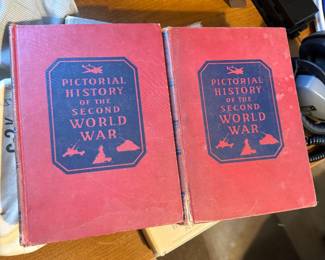 PICTORIAL
HISTORY
OF THE
SECOND
WORLD
WAR
PICTORIAL
HISTORY
OF THE
SECOND
WORLD
WAR